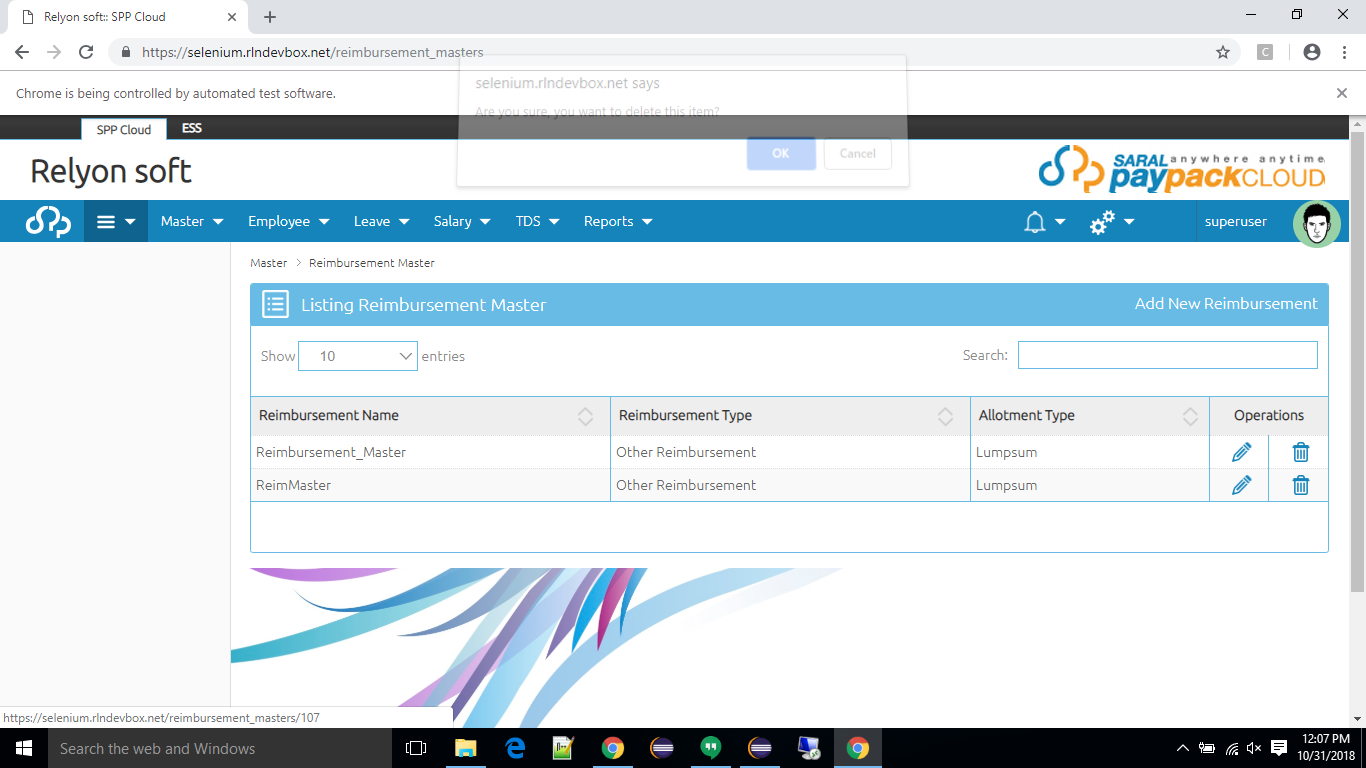 Relyon soft:: SPP Cloud
https://selenium.rlndevbox.net/reimbursement_masters
C
selenium.rlndevbox.net says
Are you sure, you want to delete this item?
OK Cancel
Chrome is being controlled by automated test software.
SPP Cloud ESS
Relyon soft
SARAL anywhere anytime
paypackCLOUD
Master Employee Leave Salary TDS Reports superuser
Master > Reimbursement Master
Listing Reimbursement Master Add New Reimbursement
Show 10 entries Search:
Reimbursement Name Reimbursement Type Allotment Type Operations
Reimbursement_Master Other Reimbursement Lumpsum
ReimMaster Other Reimbursement Lumpsum
https://selenium.rlndevbox.net/reimbursement_masters/107
Search the web and Windows
12:07 PM
10/31/2018